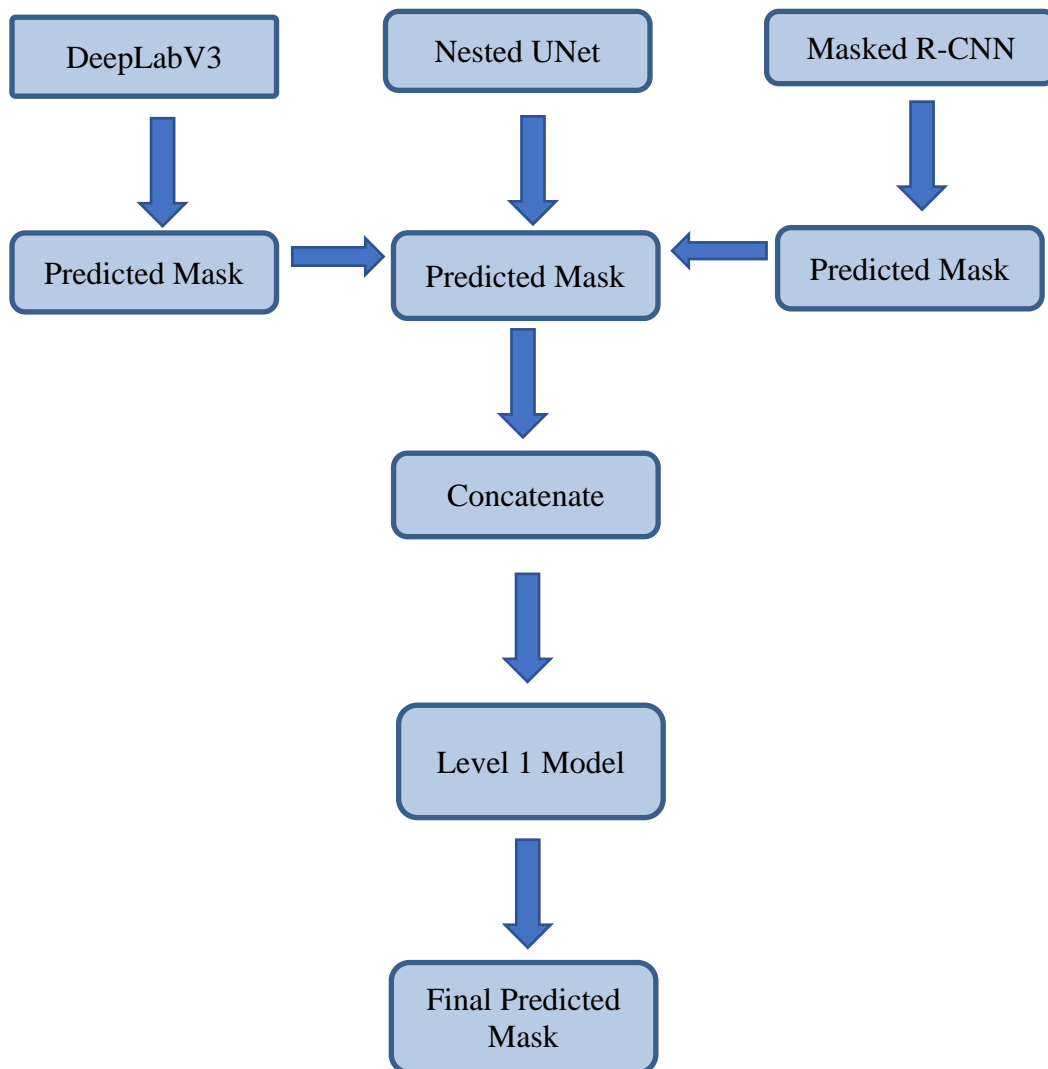 DeepLabV3
Nested UNet
Masked R-CNN
Predicted Mask
Predicted Mask
Predicted Mask
Concatenate
Level 1 Model
Final Predicted
Mask